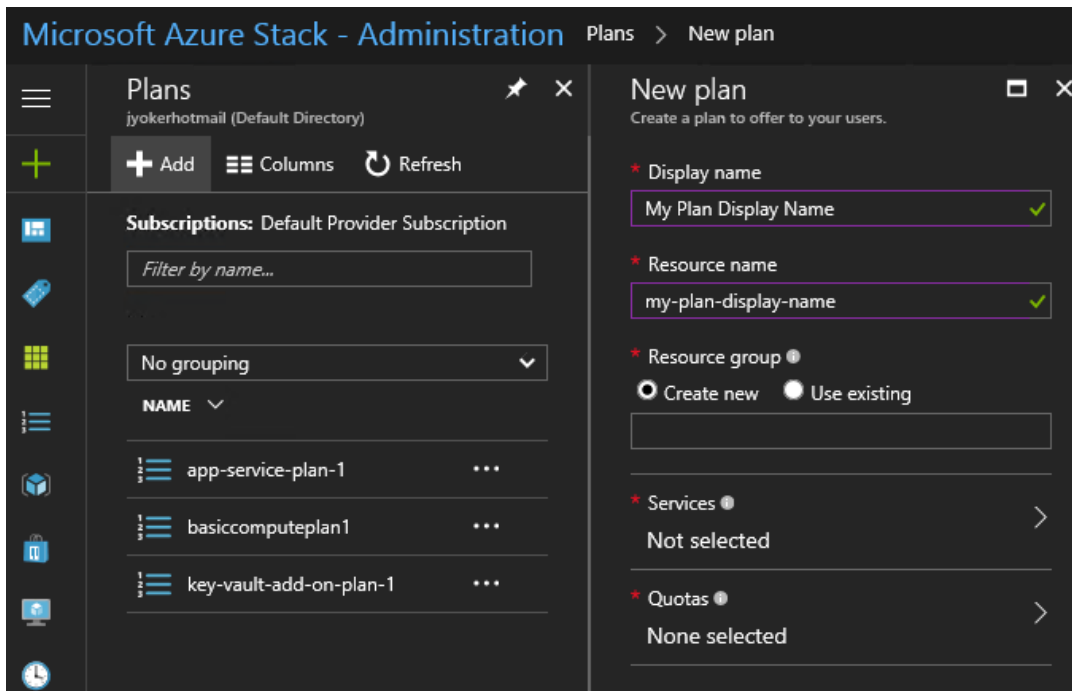 Microsoft Azure Stack - Administration Plans > New plan
Plans
jyokerhotmail (Default Directory)
Add Columns Refresh
Subscriptions: Default Provider Subscription
Filter by name...
No grouping
NAME
app-service-plan-1
basiccomputeplan1
key-vault-add-on-plan-1
New plan
Create a plan to offer to your users.
* Display name
My Plan Display Name
* Resource name
my-plan-display-name
* Resource group
Create new Use existing
* Services
Not selected
* Quotas
None selected